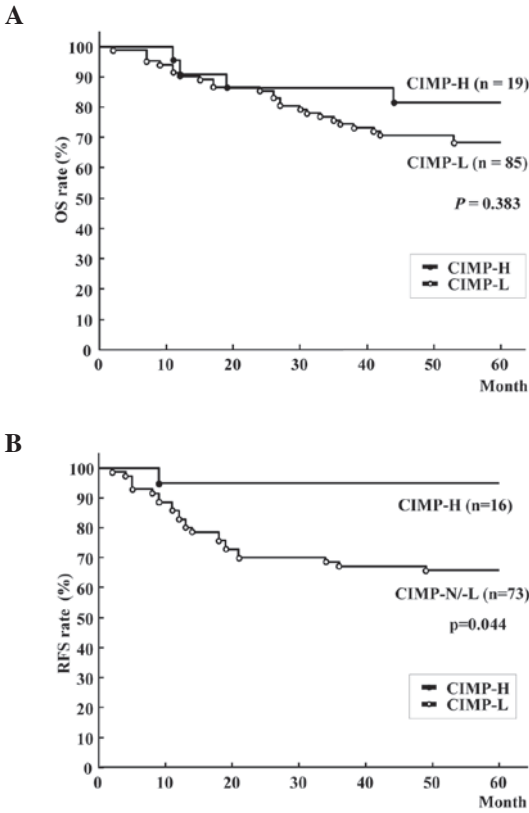 A
OS rate (%)
100
90
80
70
60
50
40
30
20
10
0
CIMP-H (n = 19)
CIMP-L (n = 85)
P = 0.383
CIMP-H
CIMP-L
0 10 20 30 40 50 60
Month
B
RFS rate (%)
100
90
80
70
60
50
40
30
20
10
0
CIMP-H (n=16)
CIMP-N/-L (n=73)
p=0.044
CIMP-H
CIMP-L
0 10 20 30 40 50 60
Month